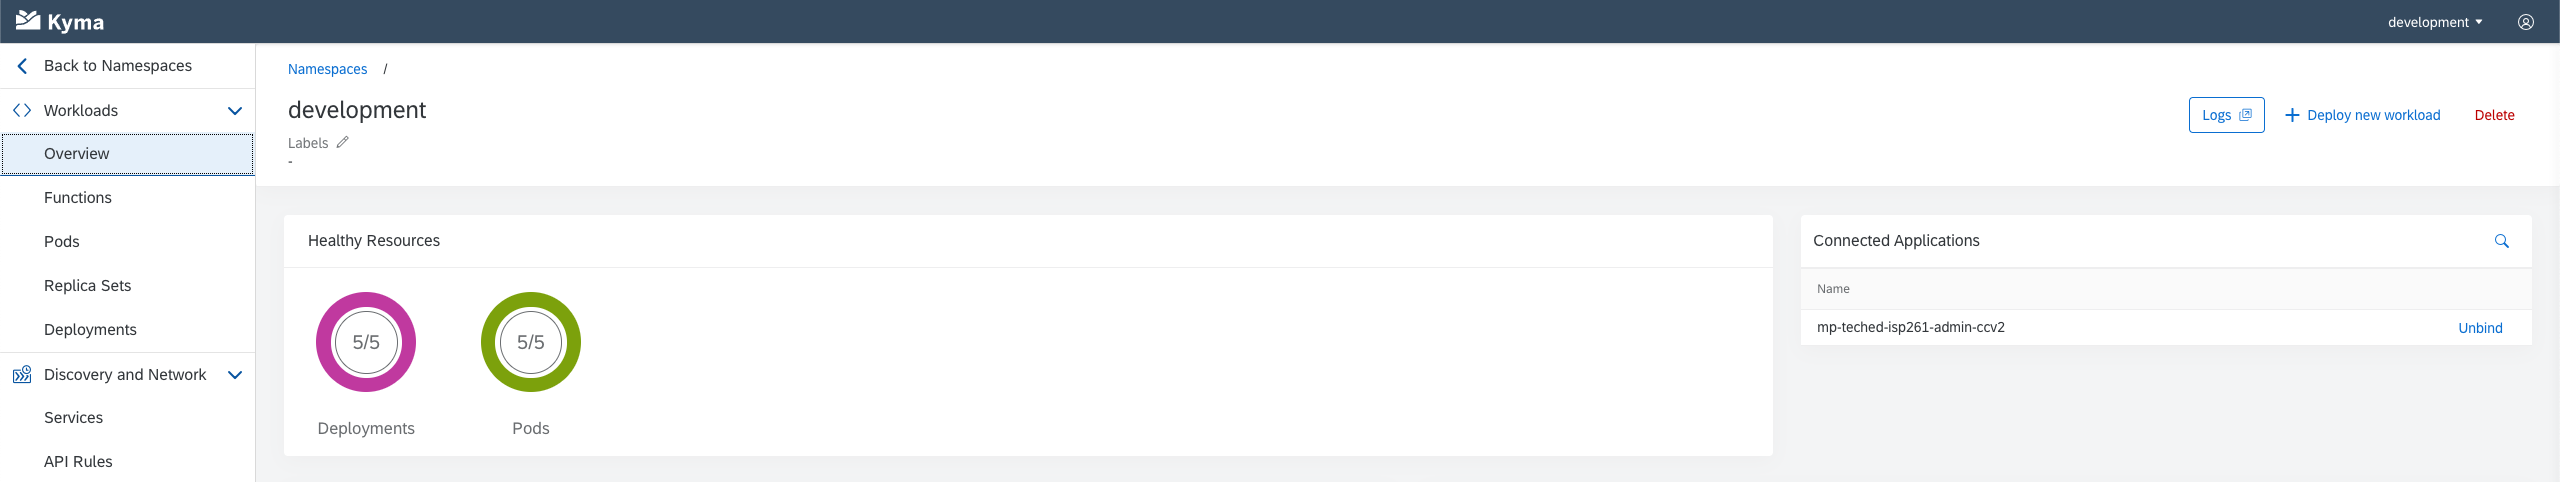 Kyma
development
Back to Namespaces
Workloads
Overview
Functions
Pods
Replica Sets
Deployments
Discovery and Network
Services
API Rules
Namespaces /
development
Labels
-
Logs
Deploy new workload
Delete
Healthy Resources
5/5
5/5
Deployments
Pods
Connected Applications
Name
mp-teched-isp261-admin-ccv2
Unbind